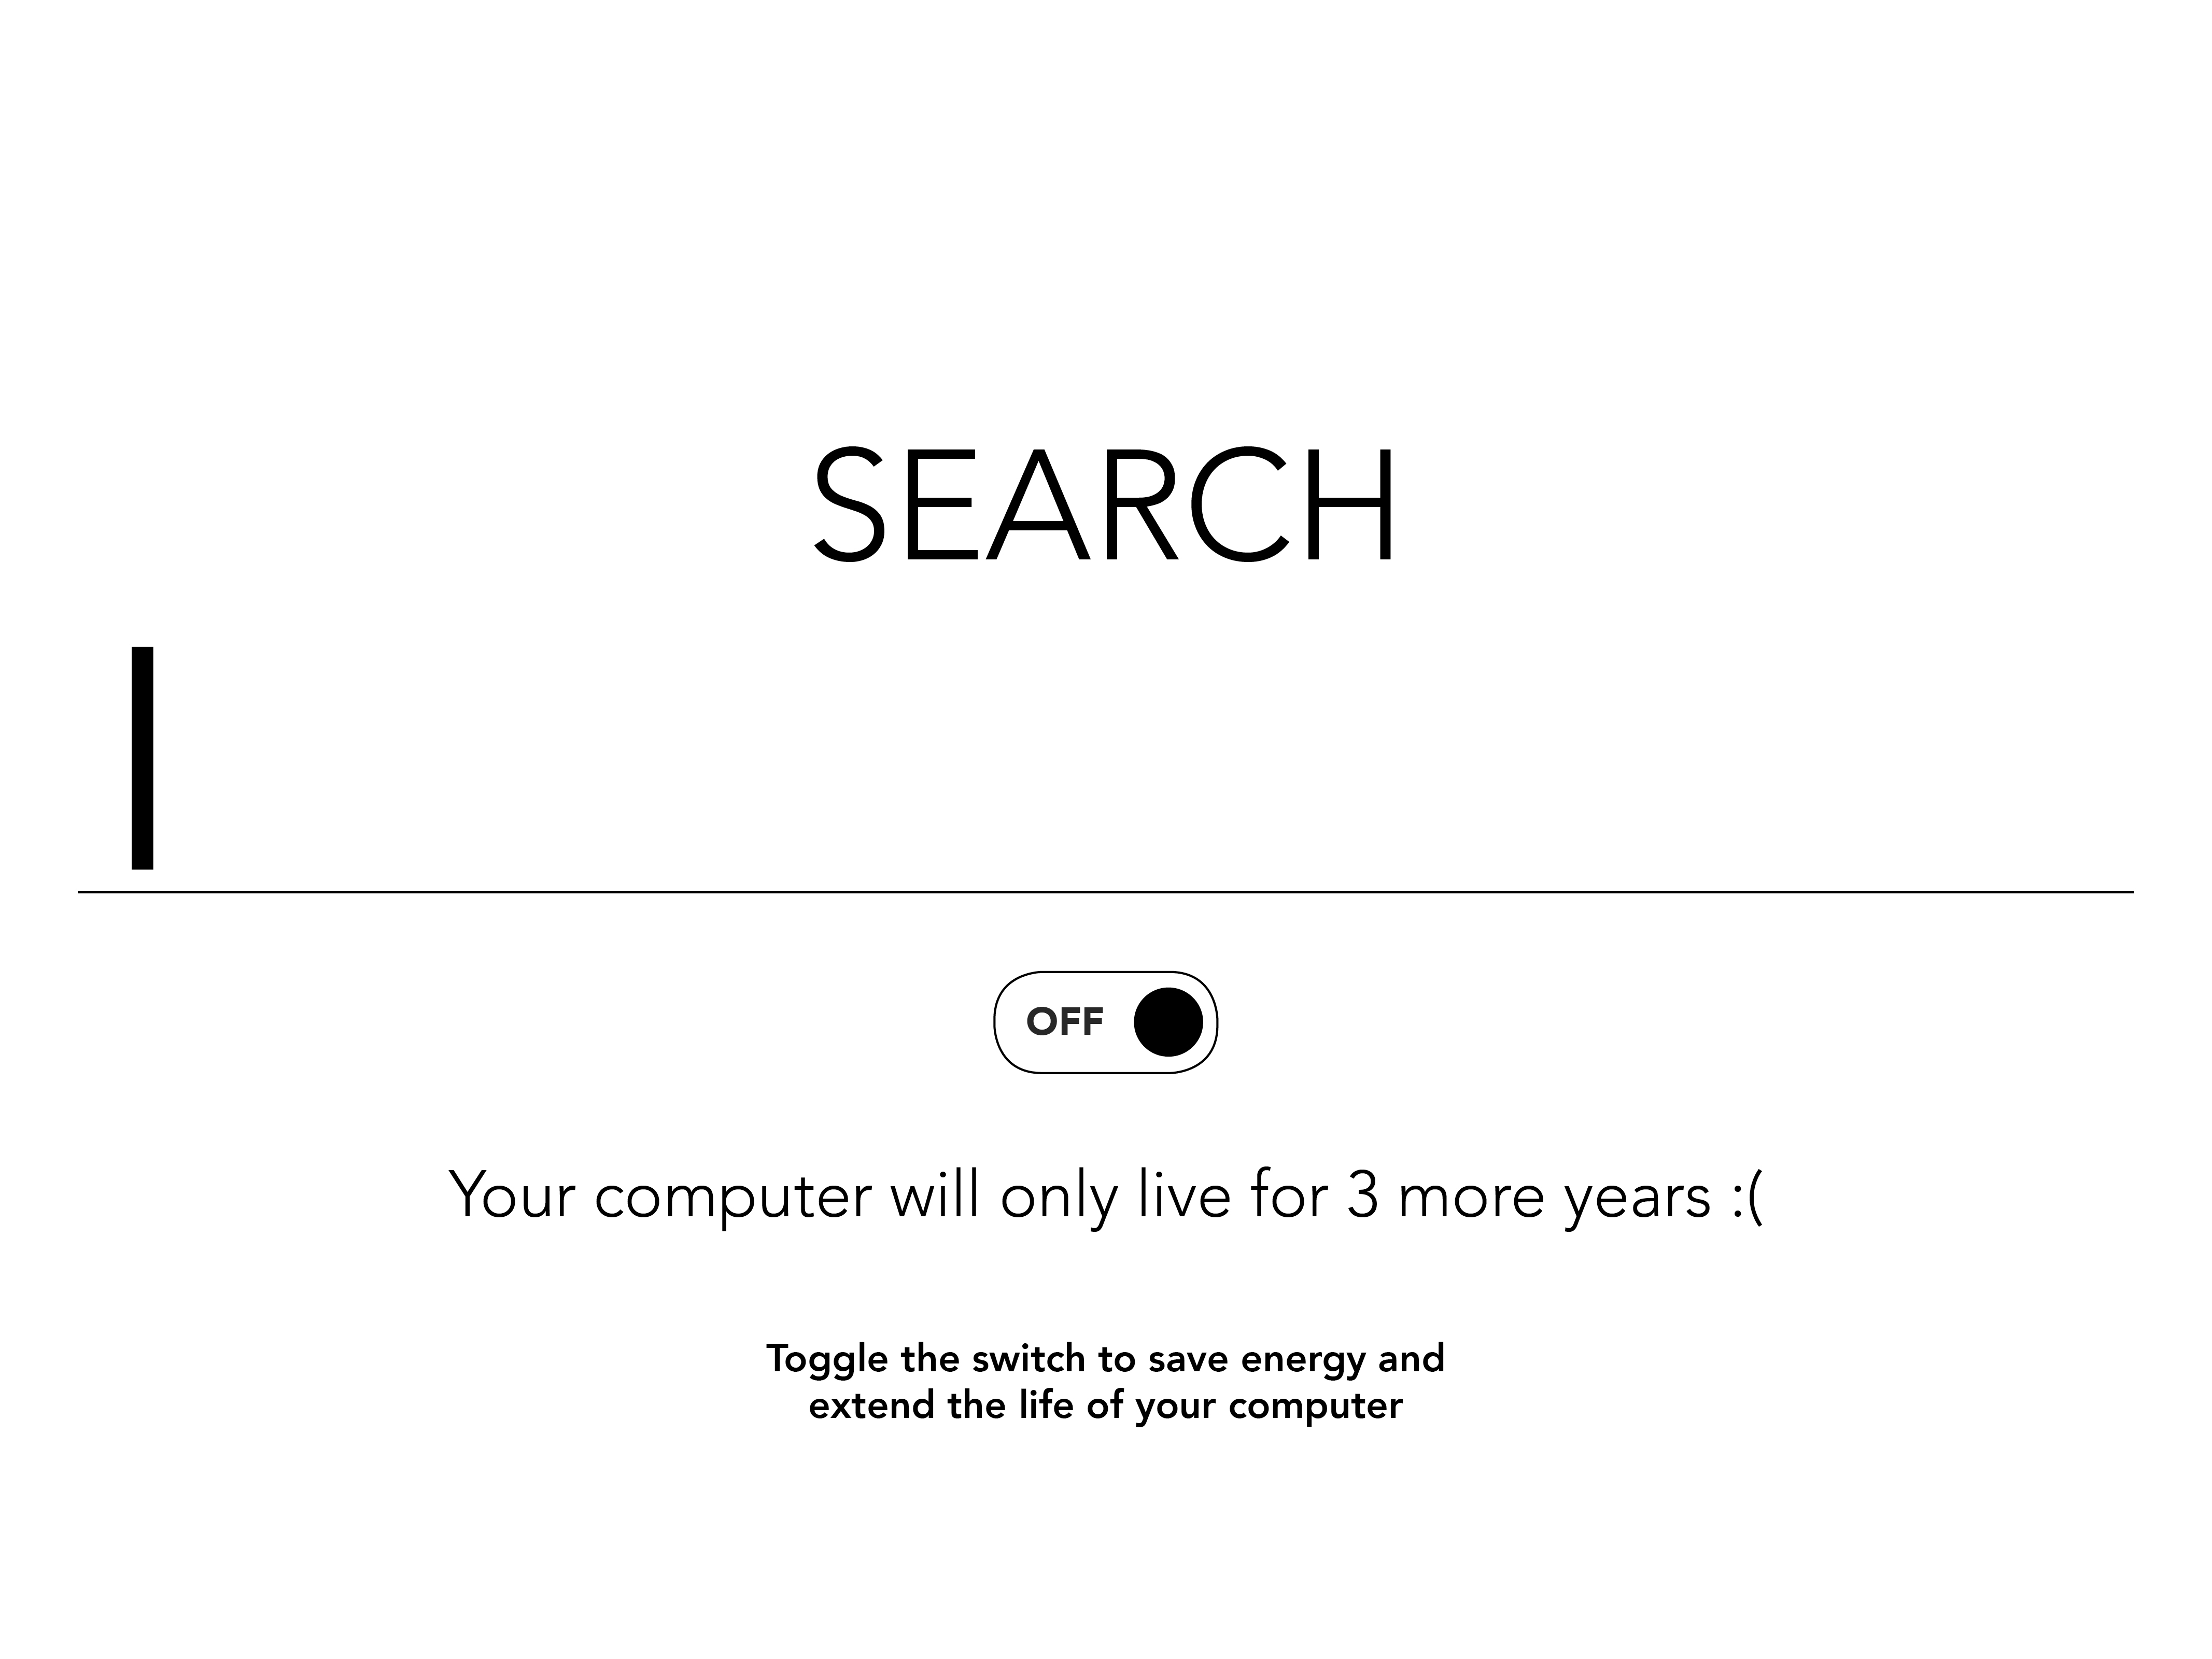 SEARCH
OFF
Your computer will only live for 3 more years :(
Toggle the switch to save energy and
extend the life of your computer